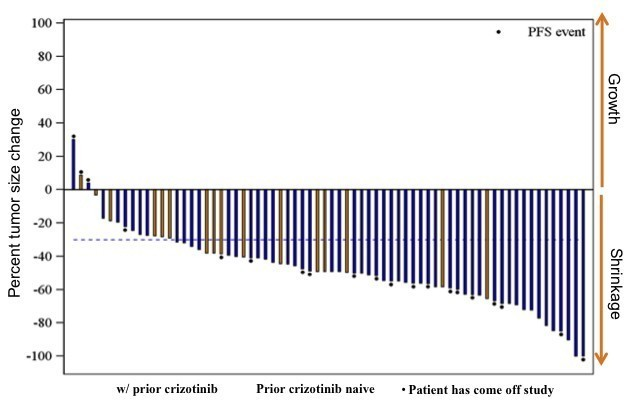 100
80
60
40
20
0
-20
-40
-60
-80
-100
Percent tumor size change
• PFS event
Growth
Shrinkage
w/ prior crizotinib Prior crizotinib naive • Patient has come off study